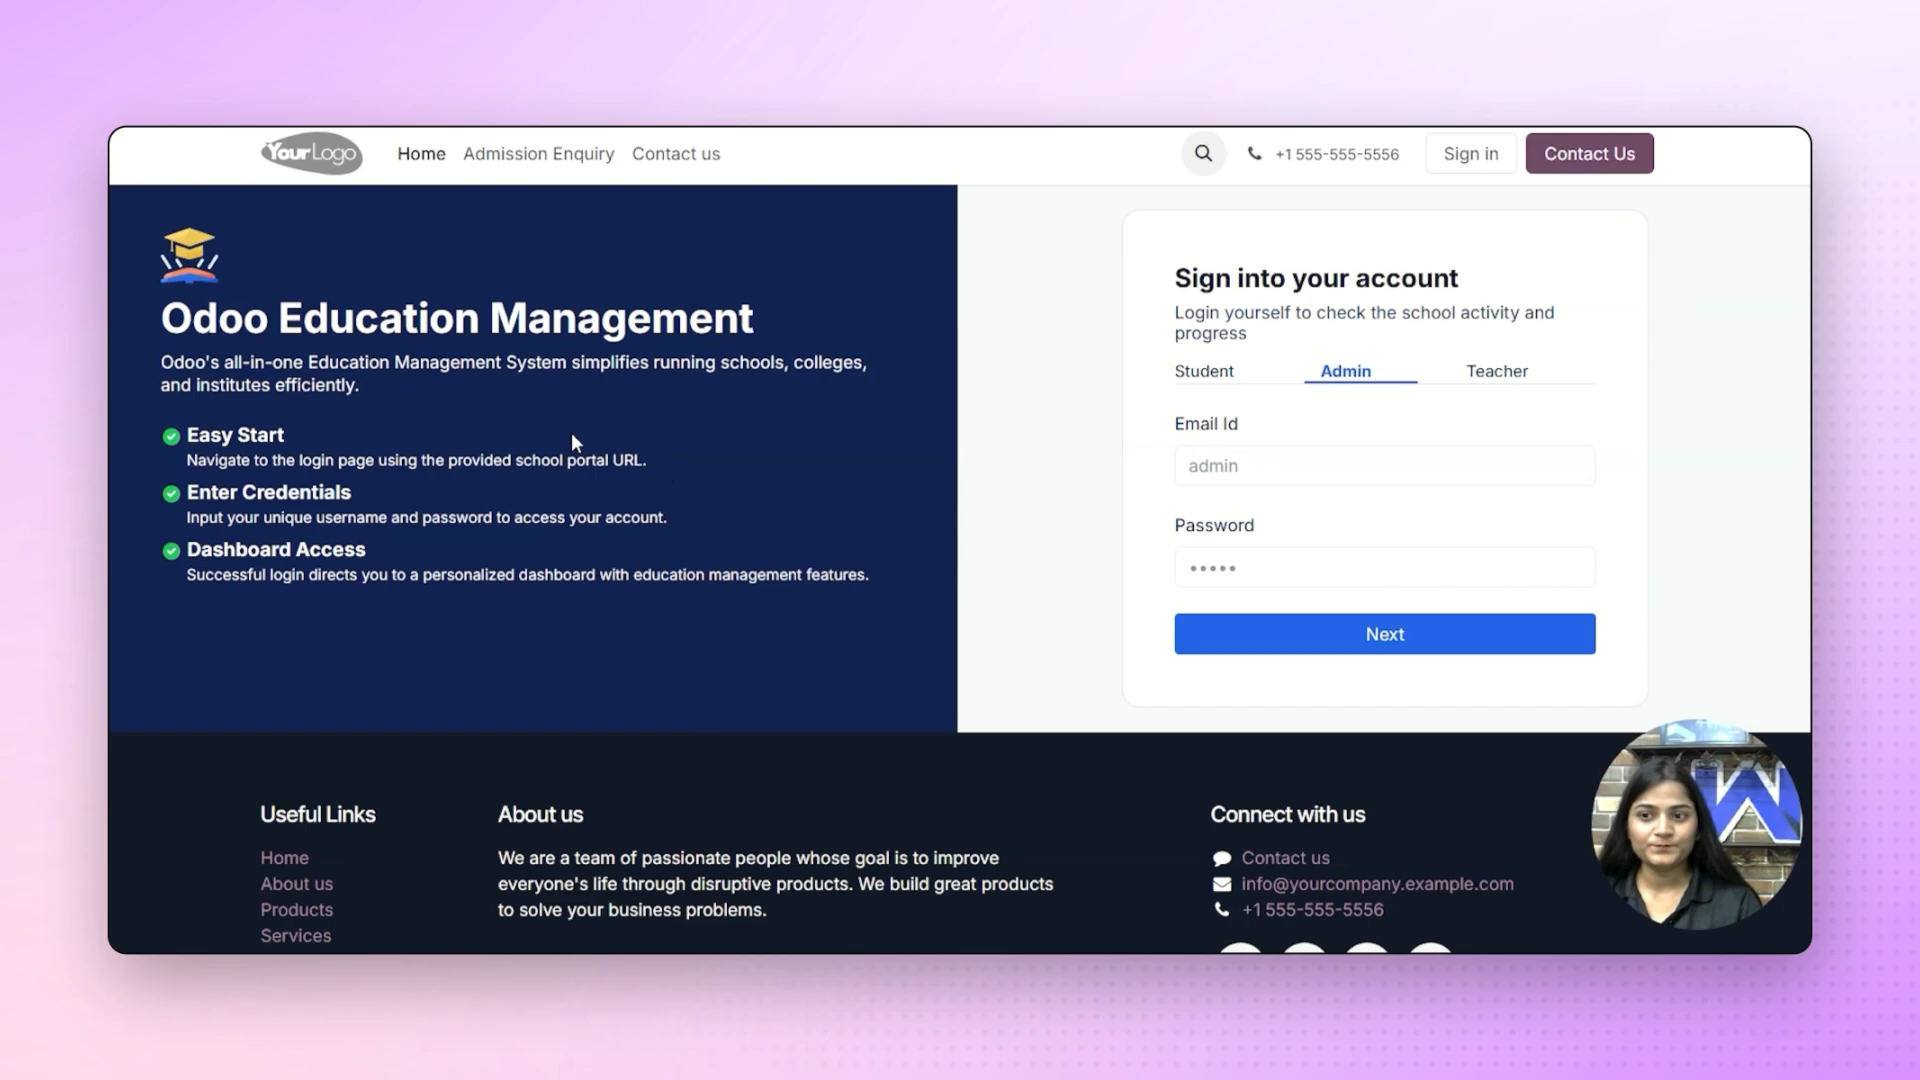 YourLogo
Home
Admission Enquiry
Contact us
+1 555-555-5556
Sign in
Contact Us
Odoo Education Management
Odoo's all-in-one Education Management System simplifies running schools, colleges,
and institutes efficiently.
Easy Start
Navigate to the login page using the provided school portal URL.
Enter Credentials
Input your unique username and password to access your account.
Dashboard Access
Successful login directs you to a personalized dashboard with education management features.
Sign into your account
Login yourself to check the school activity and
progress
Student
Admin
Teacher
Email Id
admin
Password
•••••
Next
Useful Links
Home
About us
Products
Services
About us
We are a team of passionate people whose goal is to improve
everyone's life through disruptive products. We build great products
to solve your business problems.
Connect with us
Contact us
info@yourcompany.example.com
+1 555-555-5556